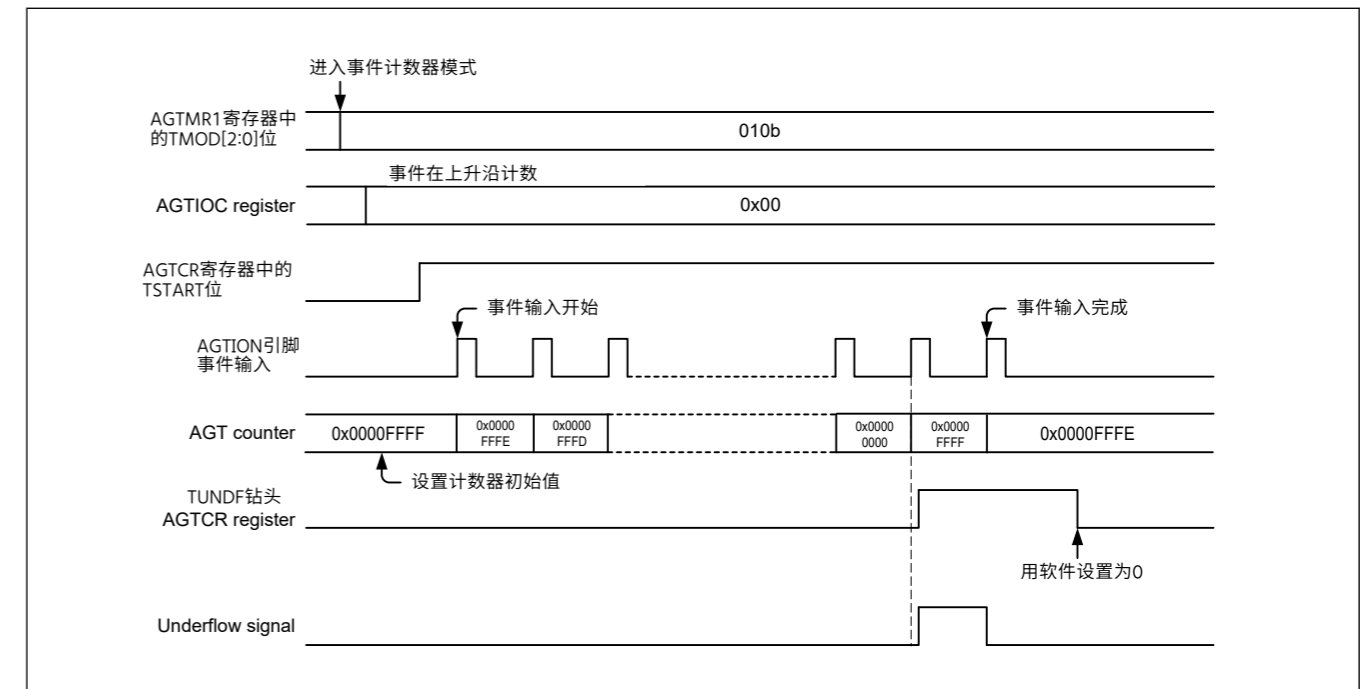 进入事件计数器模式
AGTMR1寄存器中
的TMOD[2:0]位
010b
事件在上升沿计数
AGTIOC register
0x00
AGTCR寄存器中的
TSTART位
事件输入开始
事件输入完成
AGTION引脚
事件输入
AGT counter
0x0000FFFF
0x0000
FFFE
0x0000
FFFD
0x0000
0000
0x0000
FFFF
0x0000FFFE
设置计数器初始值
TUNDF钻头
AGTCR register
用软件设置为0
Underflow signal